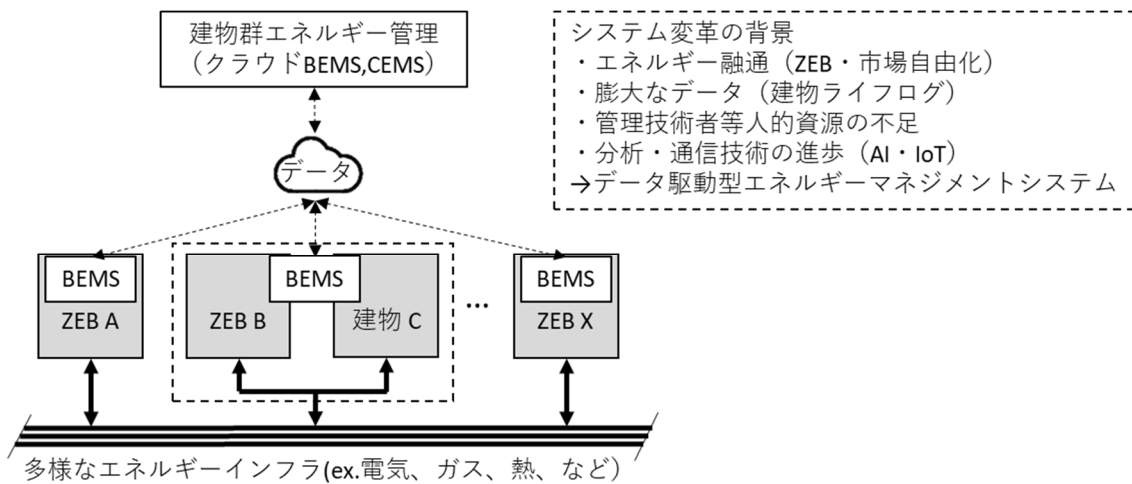 建物群エネルギー管理
（クラウドBEMS,CEMS）
データ
BEMS
ZEB A
BEMS
ZEB B
建物 C
…
BEMS
ZEB X
多様なエネルギーインフラ(ex.電気、ガス、熱、など）
システム変革の背景
・エネルギー融通（ZEB・市場自由化）
・膨大なデータ（建物ライフログ）
・管理技術者等人的資源の不足
・分析・通信技術の進歩（AI・IoT）
→データ駆動型エネルギーマネジメントシステム